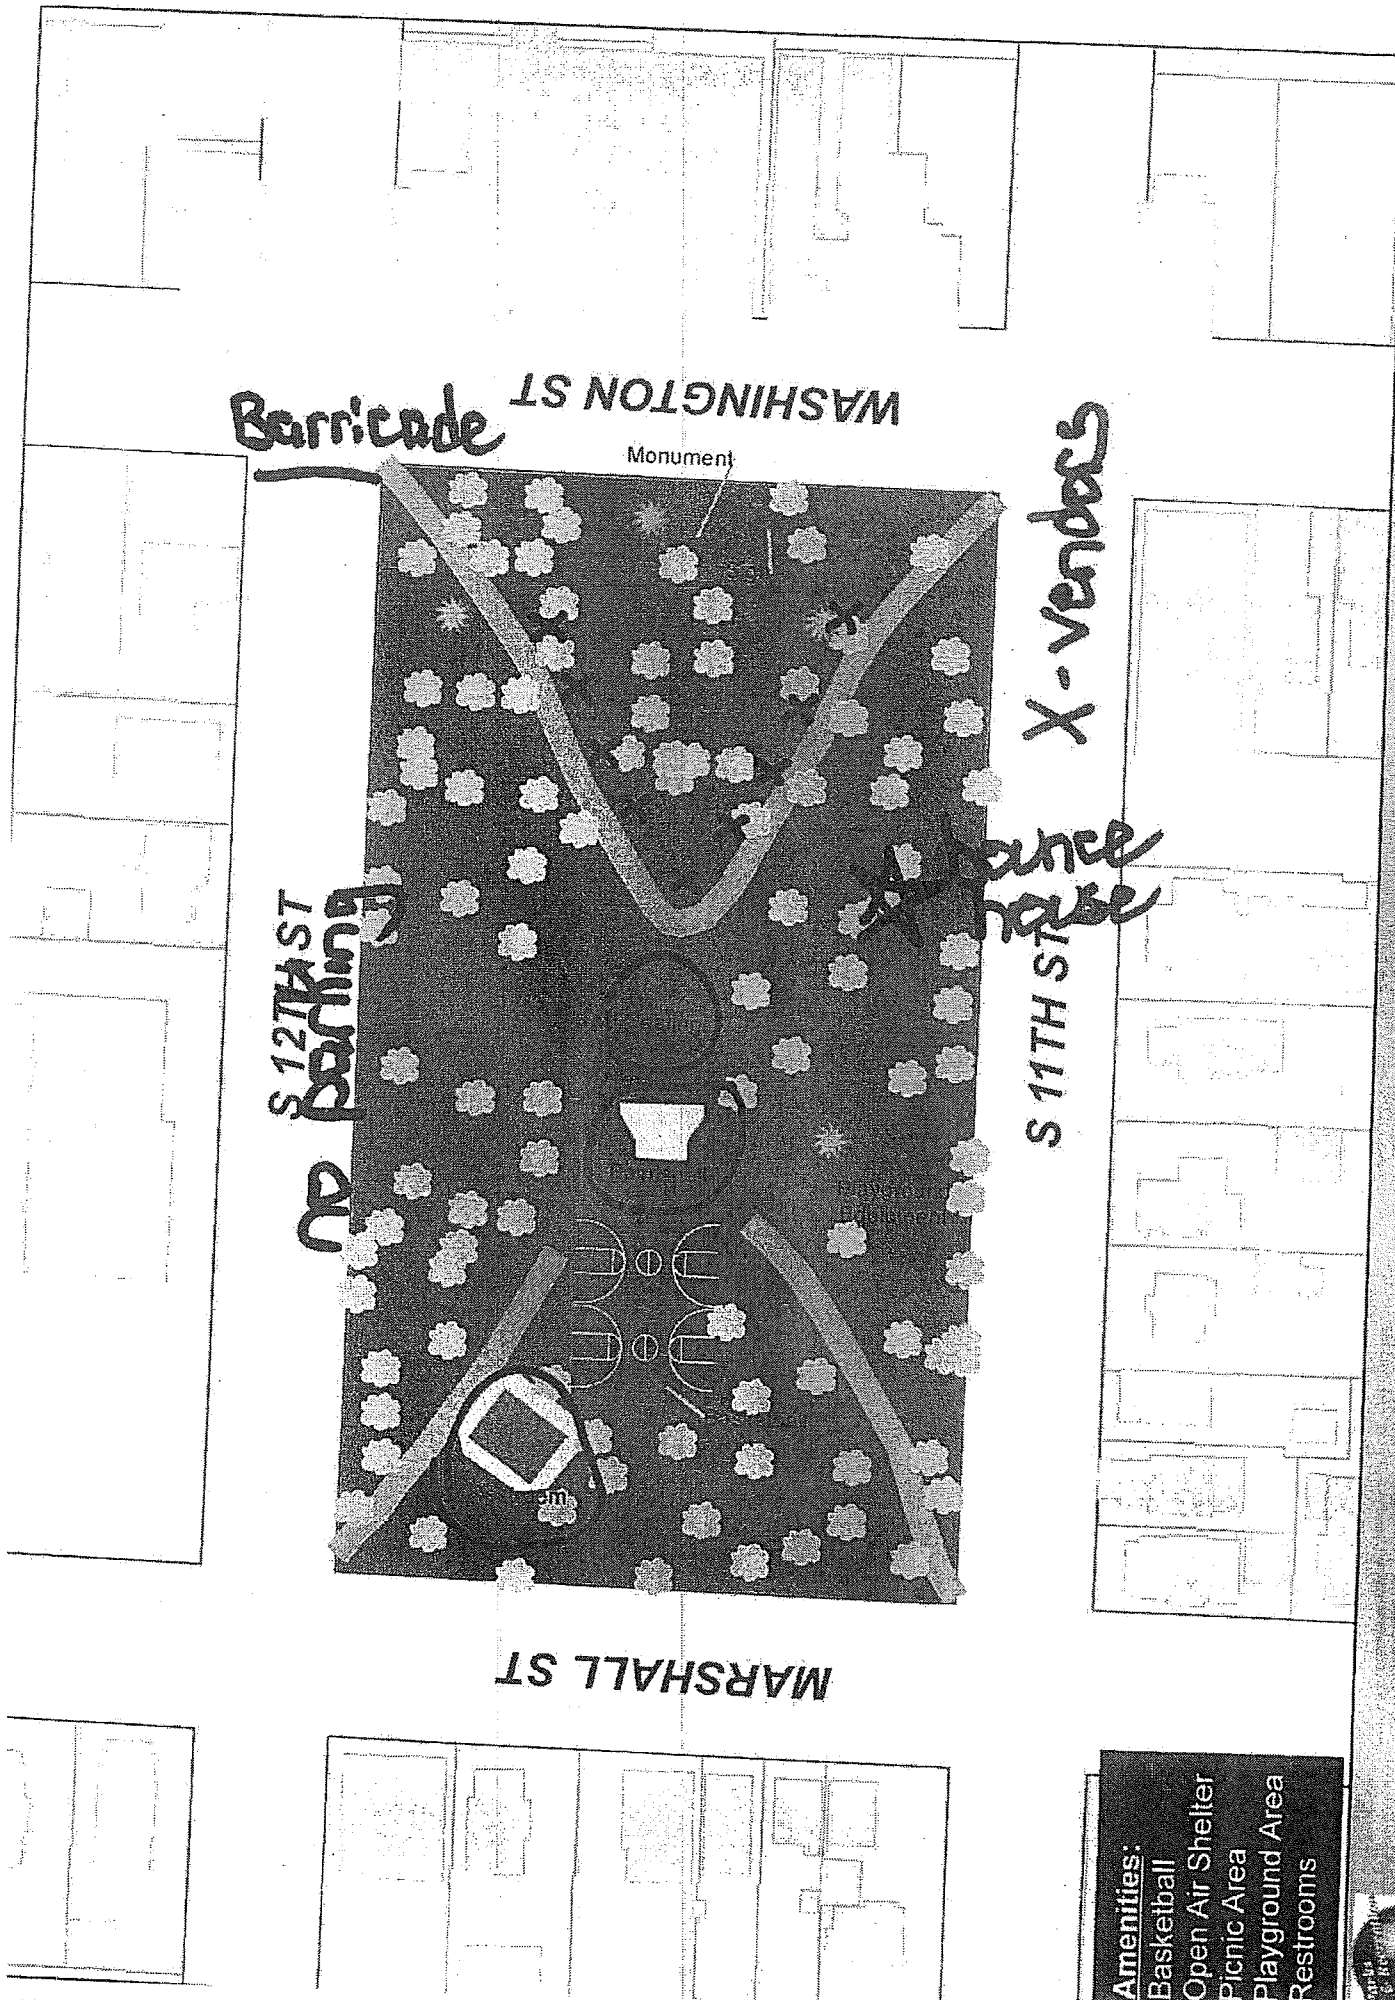 WASHINGTON ST
Barricade
Monument
X-vendors
bounce
house
S 12TH ST
no parking
S 11TH ST
Equipment
MARSHALL ST
Amenities:
Basketball
Open Air Shelter
Picnic Area
Playground Area
Restrooms